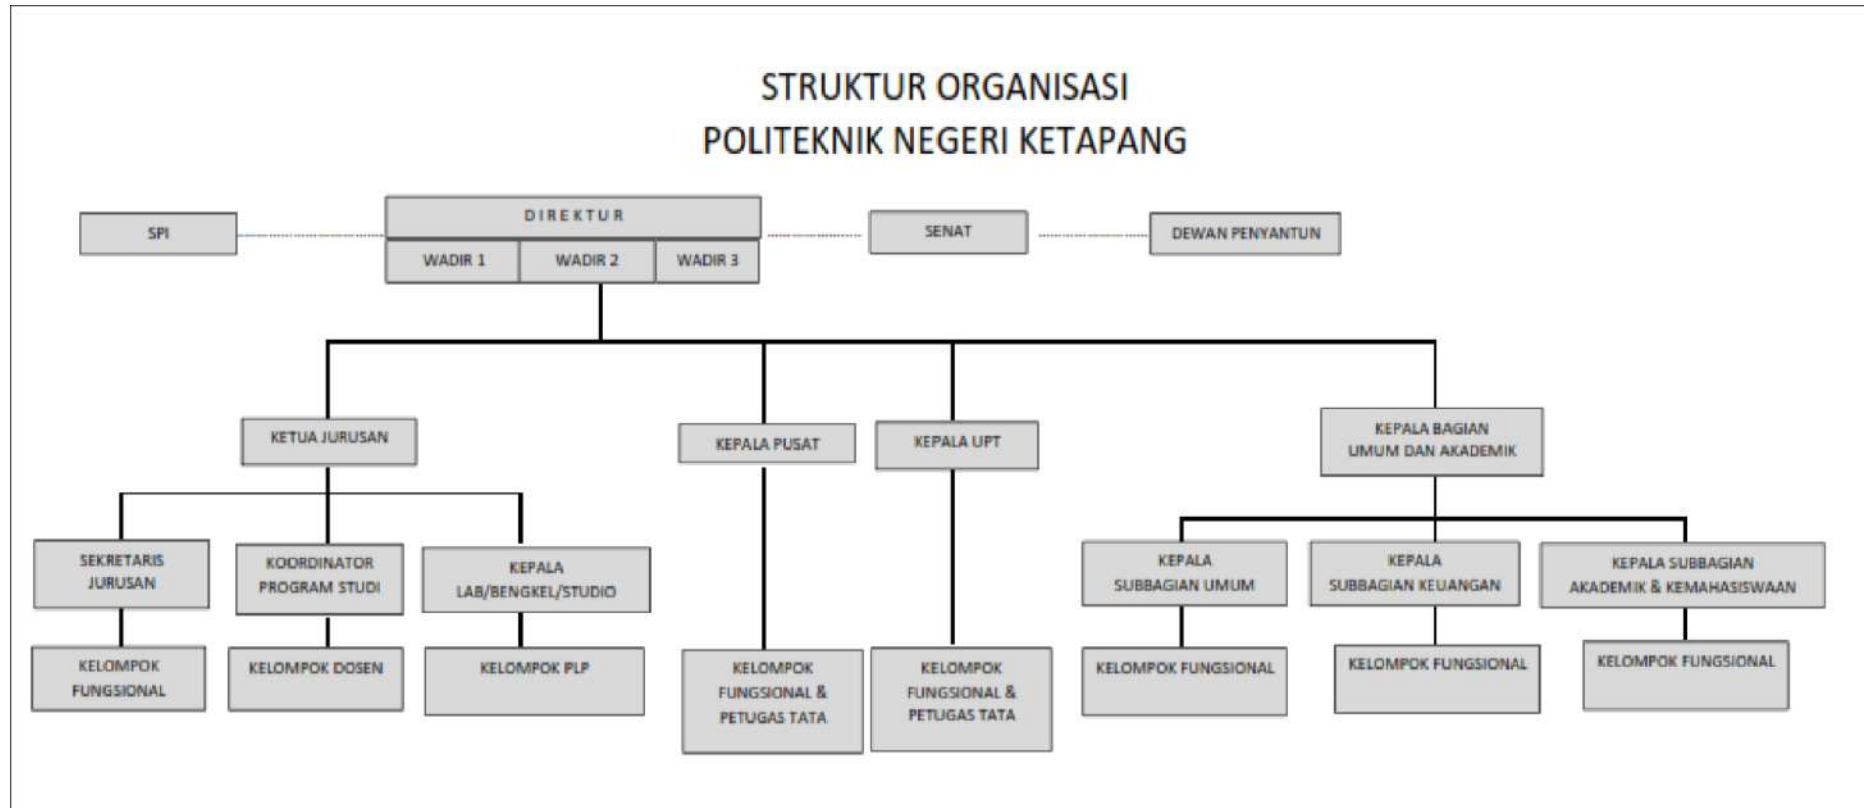 STRUKTUR ORGANISASI
POLITEKNIK NEGERI KETAPANG
SPI
D I R E K T U R
SENAT
DEWAN PENYANTUN
WADIR 1
WADIR 2
WADIR 3
KETUA JURUSAN
KEPALA PUSAT
KEPALA UPT
KEPALA BAGIAN
UMUM DAN AKADEMIK
SEKRETARIS
JURUSAN
KOORDINATOR
PROGRAM STUDI
KEPALA
LAB/BENGKEL/STUDIO
KEPALA
SUBBAGIAN UMUM
KEPALA
SUBBAGIAN KEUANGAN
KEPALA SUBBAGIAN
AKADEMIK & KEMAHASISWAAN
KELOMPOK
FUNGSIONAL
KELOMPOK DOSEN
KELOMPOK PLP
KELOMPOK
FUNGSIONAL &
PETUGAS TATA
KELOMPOK
FUNGSIONAL &
PETUGAS TATA
KELOMPOK FUNGSIONAL
KELOMPOK FUNGSIONAL
KELOMPOK FUNGSIONAL